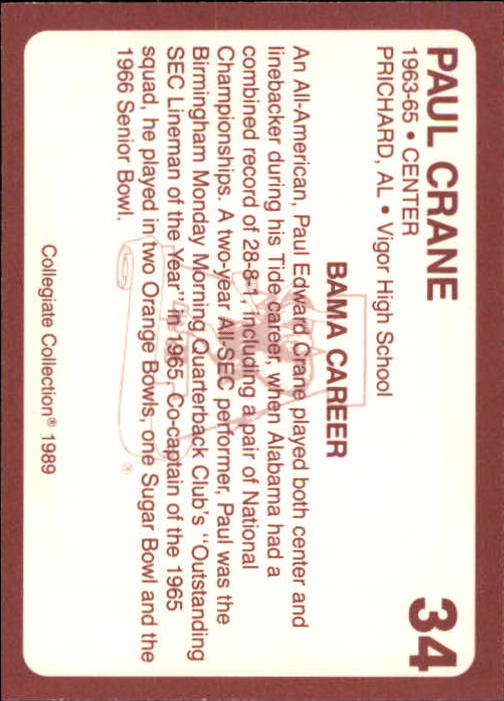 PAUL CRANE
34
1963-65 • CENTER
PRICHARD, AL • Vigor High School
BAMA CAREER
An All-American, Paul Edward Crane played both center and
linebacker during his Tide career, when Alabama had a
combined record of 28-8-1 including a pair of National
Championships. A two-year All-SEC performer, Paul was the
Birmingham Monday Morning Quarterback Club's "Outstanding
SEC Lineman of the Year" in 1965. Co-captain of the 1965
squad, he played in two Orange Bowls, one Sugar Bowl and the
1966 Senior Bowl.
®
Collegiate Collection® 1989